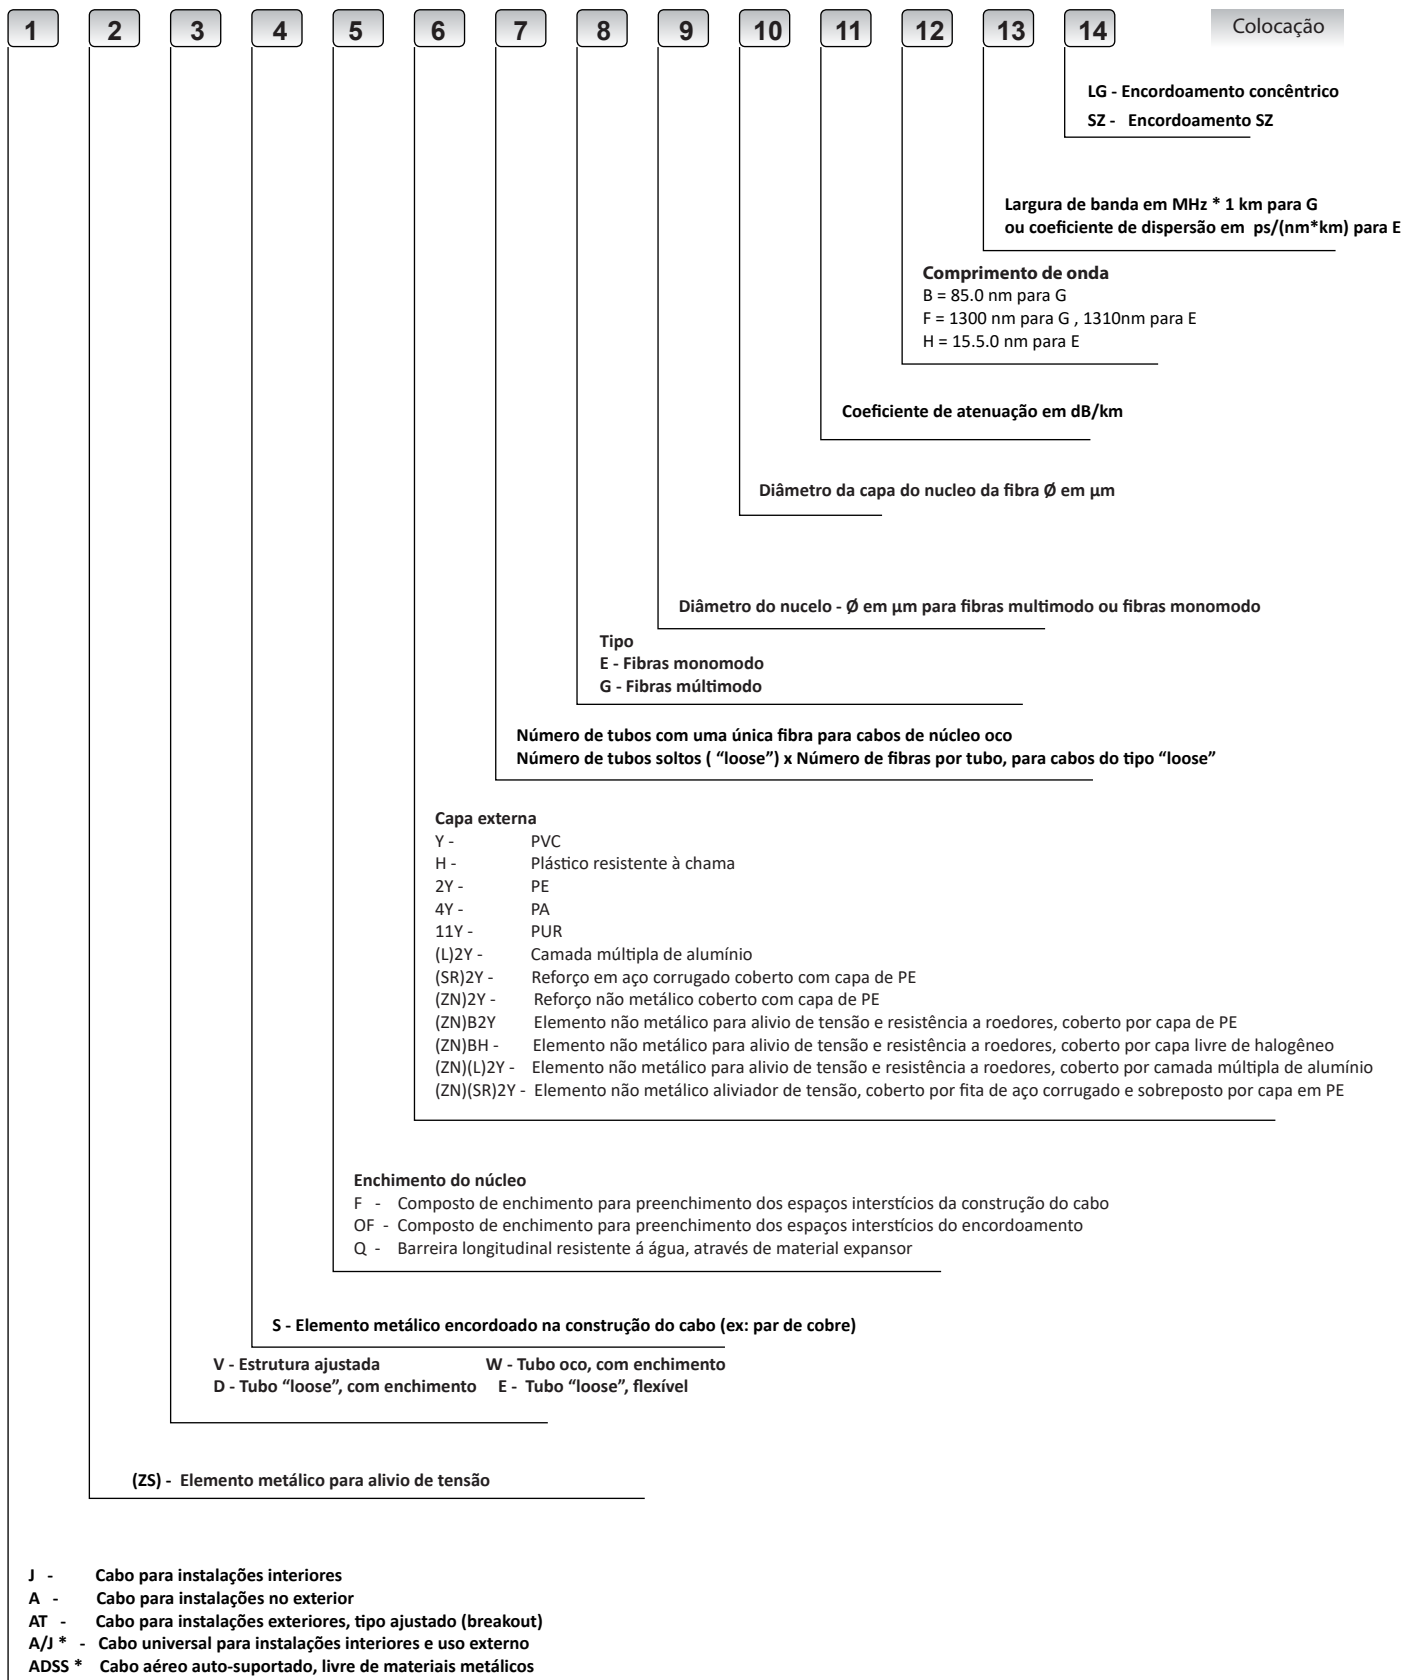 1 2 3 4 5 6 7 8 9 10 11 12 13 14 Colocação
LG - Encordoamento concêntrico
SZ - Encordoamento SZ
Largura de banda em MHz * 1 km para G
ou coeficiente de dispersão em ps/(nm*km) para E
Comprimento de onda
B = 85.0 nm para G
F = 1300 nm para G , 1310nm para E
H = 15.5.0 nm para E
Coeficiente de atenuação em dB/km
Diâmetro da capa do nucleo da fibra Ø em µm
Diâmetro do nucelo - Ø em µm para fibras multimodo ou fibras monomodo
Tipo
E - Fibras monomodo
G - Fibras múltimodo
Número de tubos com uma única fibra para cabos de núcleo oco
Número de tubos soltos ( “loose”) x Número de fibras por tubo, para cabos do tipo “loose”
Capa externa
Y - PVC
H - Plástico resistente à chama
2Y - PE
4Y - PA
11Y - PUR
(L)2Y - Camada múltipla de alumínio
(SR)2Y - Reforço em aço corrugado coberto com capa de PE
(ZN)2Y - Reforço não metálico coberto com capa de PE
(ZN)B2Y Elemento não metálico para alivio de tensão e resistência a roedores, coberto por capa de PE
(ZN)BH - Elemento não metálico para alivio de tensão e resistência a roedores, coberto por capa livre de halogêneo
(ZN)(L)2Y - Elemento não metálico para alivio de tensão e resistência a roedores, coberto por camada múltipla de alumínio
(ZN)(SR)2Y - Elemento não metálico aliviador de tensão, coberto por fita de aço corrugado e sobreposto por capa em PE
Enchimento do núcleo
F - Composto de enchimento para preenchimento dos espaços interstícios da construção do cabo
OF - Composto de enchimento para preenchimento dos espaços interstícios do encordoamento
Q - Barreira longitudinal resistente á água, através de material expansor
S - Elemento metálico encordoado na construção do cabo (ex: par de cobre)
V - Estrutura ajustada W - Tubo oco, com enchimento
D - Tubo “loose”, com enchimento E - Tubo “loose”, flexível
(ZS) - Elemento metálico para alivio de tensão
J - Cabo para instalações interiores
A - Cabo para instalações no exterior
AT - Cabo para instalações exteriores, tipo ajustado (breakout)
A/J * - Cabo universal para instalações interiores e uso externo
ADSS * Cabo aéreo auto-suportado, livre de materiais metálicos